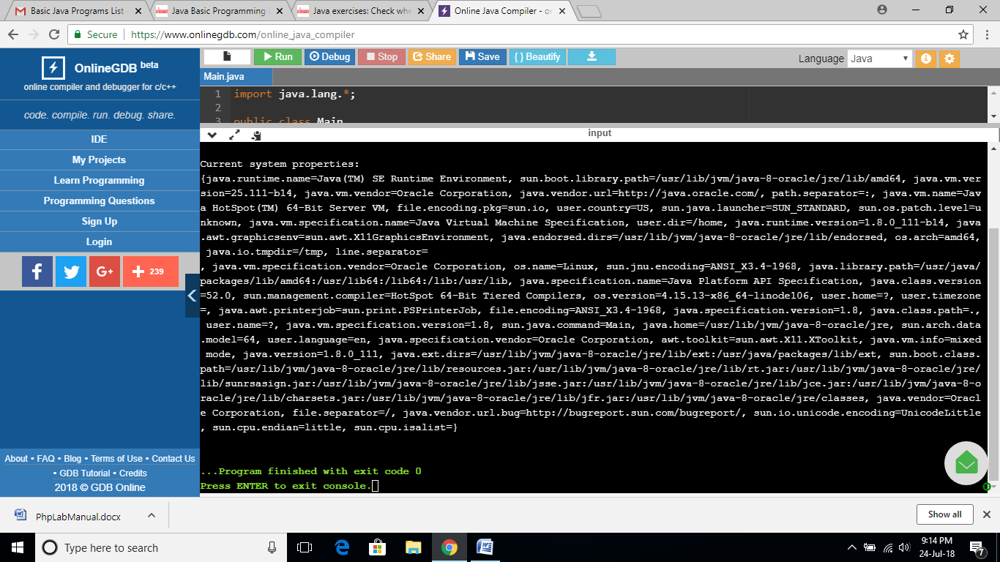 Basic Java Programs List -
Java Basic Programming
Java exercises: Check whe
Online Java Compiler - on
Secure
https://www.onlinegdb.com/online_java_compiler
OnlineGDB beta
online compiler and debugger for c/c++
code. compile. run. debug. share.
IDE
My Projects
Learn Programming
Programming Questions
Sign Up
Login
239
About • FAQ • Blog • Terms of Use • Contact Us
• GDB Tutorial • Credits
2018 © GDB Online
Run
Debug
Stop
Share
Save
{ } Beautify
Language
Java
Main.java
1 import java.lang.*;
2
3 public class Main
input
Current system properties:
{java.runtime.name=Java(TM) SE Runtime Environment, sun.boot.library.path=/usr/lib/jvm/java-8-oracle/jre/lib/amd64, java.vm.ver
sion=25.111-b14, java.vm.vendor=Oracle Corporation, java.vendor.url=http://java.oracle.com/, path.separator=:, java.vm.name=Jav
a HotSpot(TM) 64-Bit Server VM, file.encoding.pkg=sun.io, user.country=US, sun.java.launcher=SUN_STANDARD, sun.os.patch.level=u
nknown, java.vm.specification.name=Java Virtual Machine Specification, user.dir=/home, java.runtime.version=1.8.0_111-b14, java
.awt.graphicsenv=sun.awt.X11GraphicsEnvironment, java.endorsed.dirs=/usr/lib/jvm/java-8-oracle/jre/lib/endorsed, os.arch=amd64,
java.io.tmpdir=/tmp, line.separator=
, java.vm.specification.vendor=Oracle Corporation, os.name=Linux, sun.jnu.encoding=ANSI_X3.4-1968, java.library.path=/usr/java/
packages/lib/amd64:/usr/lib64:/lib64:/lib:/usr/lib, java.specification.name=Java Platform API Specification, java.class.version
=52.0, sun.management.compiler=HotSpot 64-Bit Tiered Compilers, os.version=4.15.13-x86_64-linode106, user.home=?, user.timezone
=, java.awt.printerjob=sun.print.PSPrinterJob, file.encoding=ANSI_X3.4-1968, java.specification.version=1.8, java.class.path=.,
user.name=?, java.vm.specification.version=1.8, sun.java.command=Main, java.home=/usr/lib/jvm/java-8-oracle/jre, sun.arch.data
.model=64, user.language=en, java.specification.vendor=Oracle Corporation, awt.toolkit=sun.awt.X11.XToolkit, java.vm.info=mixed
mode, java.version=1.8.0_111, java.ext.dirs=/usr/lib/jvm/java-8-oracle/jre/lib/ext:/usr/java/packages/lib/ext, sun.boot.class.
path=/usr/lib/jvm/java-8-oracle/jre/lib/resources.jar:/usr/lib/jvm/java-8-oracle/jre/lib/rt.jar:/usr/lib/jvm/java-8-oracle/jre/
lib/sunrsasign.jar:/usr/lib/jvm/java-8-oracle/jre/lib/jsse.jar:/usr/lib/jvm/java-8-oracle/jre/lib/jce.jar:/usr/lib/jvm/java-8-o
racle/jre/lib/charsets.jar:/usr/lib/jvm/java-8-oracle/jre/lib/jfr.jar:/usr/lib/jvm/java-8-oracle/jre/classes, java.vendor=Oracl
e Corporation, file.separator=/, java.vendor.url.bug=http://bugreport.sun.com/bugreport/, sun.io.unicode.encoding=UnicodeLittle
, sun.cpu.endian=little, sun.cpu.isalist=}
...Program finished with exit code 0
Press ENTER to exit console.
PhpLabManual.docx
Show all
Type here to search
9:14 PM
24-Jul-18
7